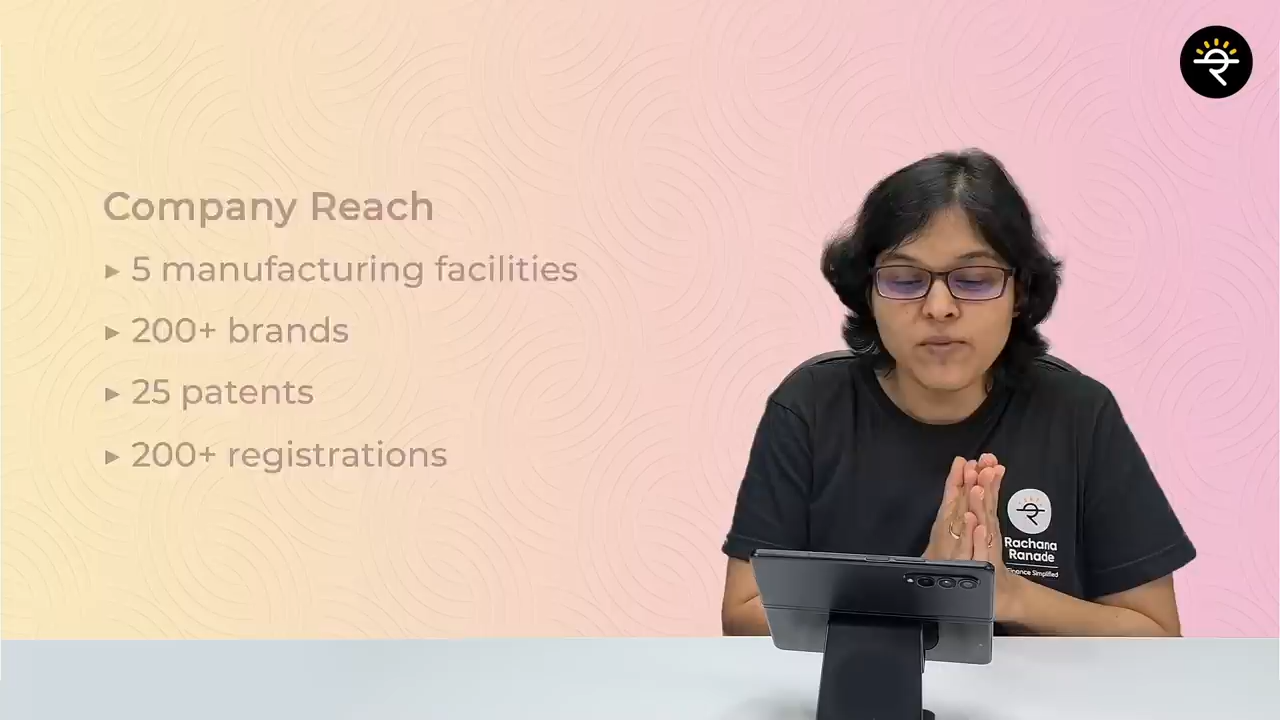 Company Reach
▸ 5 manufacturing facilities
▸ 200+ brands
▸ 25 patents
▸ 200+ registrations
र
र
Rachana
Ranade
Finance Simplified